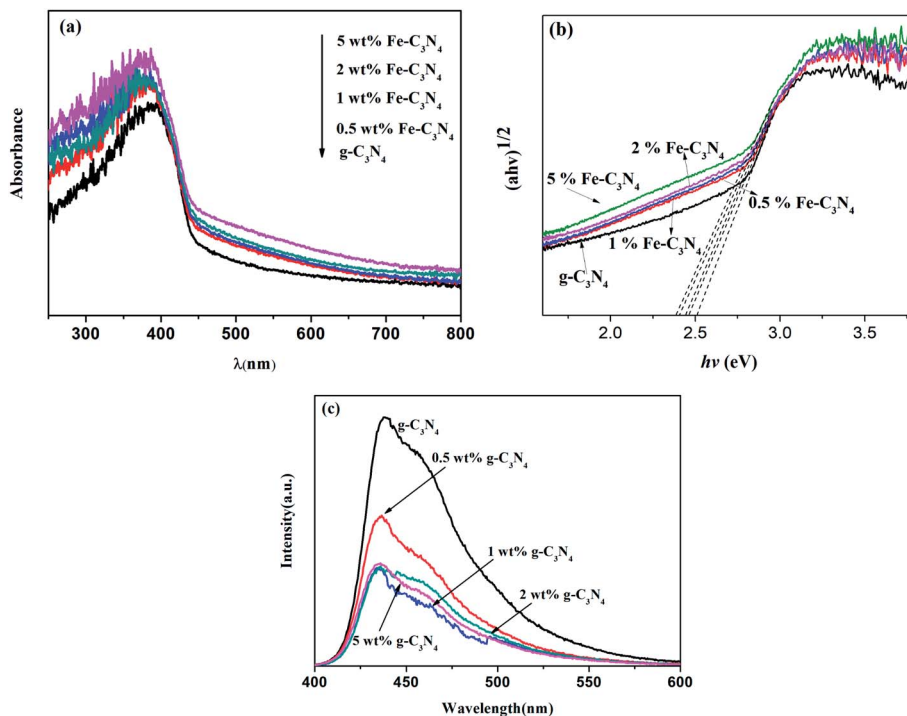 (a)
5 wt% Fe-C₃N₄
2 wt% Fe-C₃N₄
1 wt% Fe-C₃N₄
0.5 wt% Fe-C₃N₄
g-C₃N₄
Absorbance
300 400 500 600 700 800
λ(nm)
(b)
2 % Fe-C₃N₄
5 % Fe-C₃N₄
0.5 % Fe-C₃N₄
1 % Fe-C₃N₄
g-C₃N₄
(ahv)^1/2
2.0 2.5 3.0 3.5
hv (eV)
(c)
g-C₃N₄
0.5 wt% g-C₃N₄
1 wt% g-C₃N₄
2 wt% g-C₃N₄
5 wt% g-C₃N₄
Intensity(a.u.)
400 450 500 550 600
Wavelength(nm)